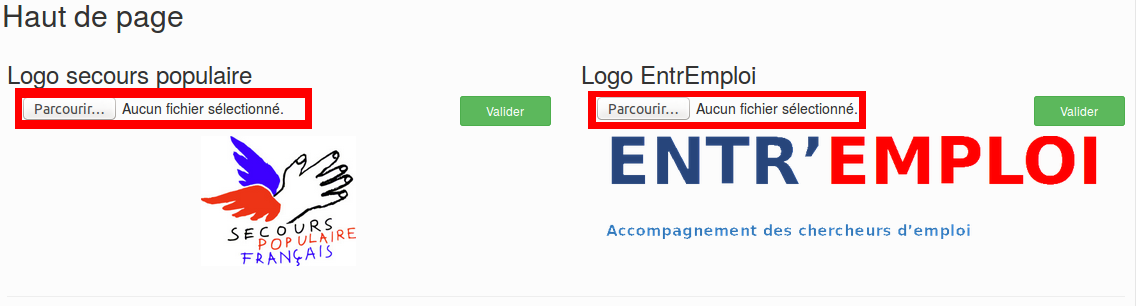 Haut de page
Logo secours populaire
Parcourir... Aucun fichier sélectionné.
Valider
SECOURS
POPULAIRE
FRANÇAIS
Logo EntrEmploi
Parcourir... Aucun fichier sélectionné.
Valider
ENTR’EMPLOI
Accompagnement des chercheurs d’emploi